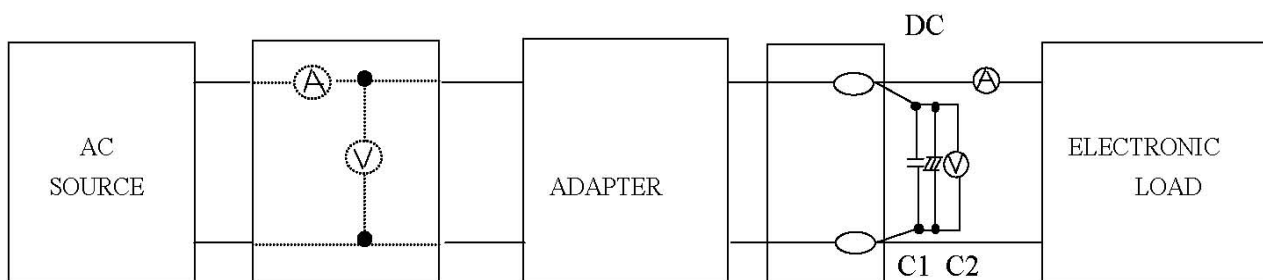 DC
A
A
AC
SOURCE
V
ADAPTER
V
ELECTRONIC
LOAD
C1 C2